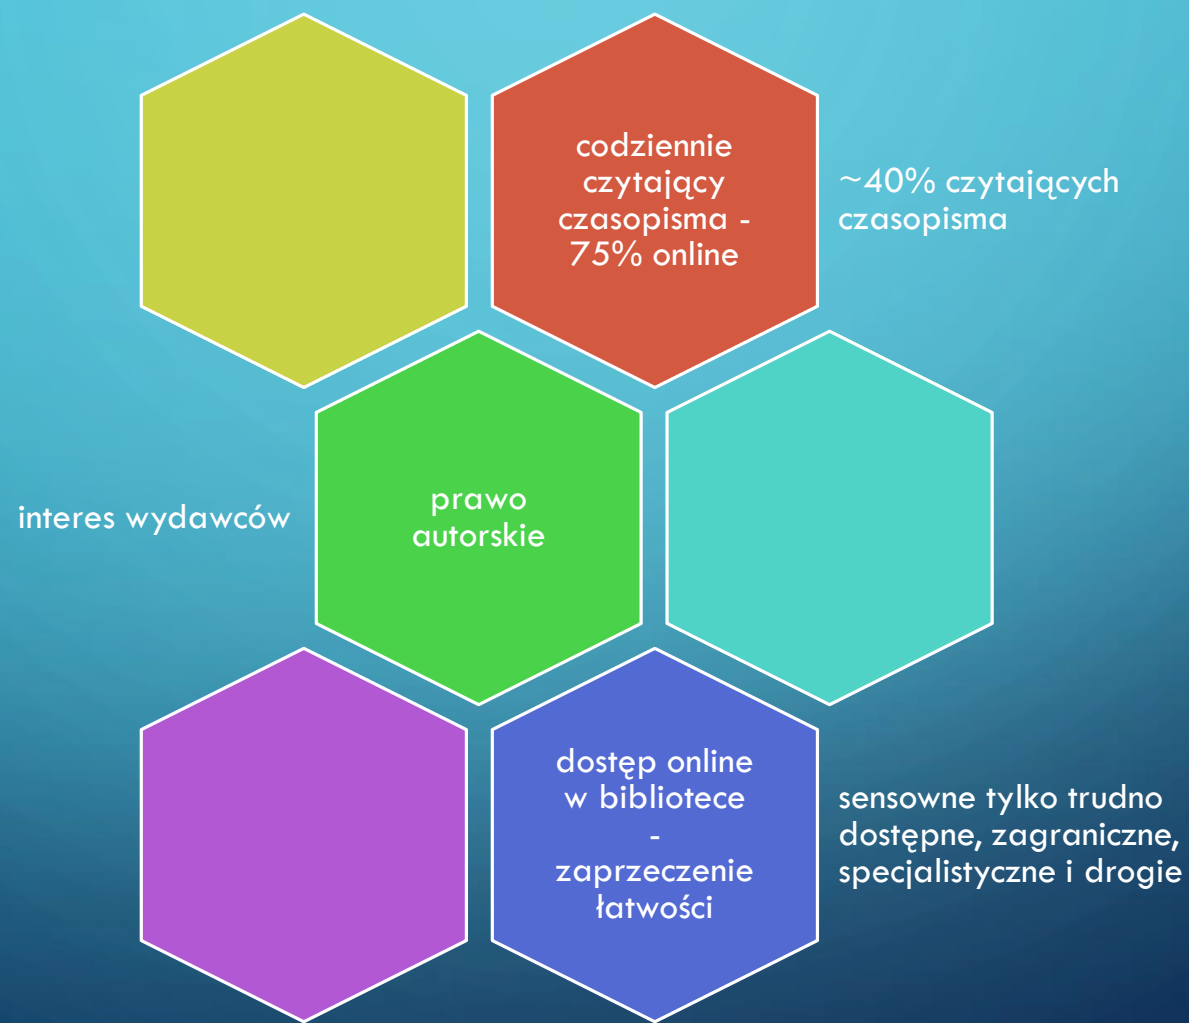 codziennie
czytający
czasopisma -
75% online
~40% czytających
czasopisma
interes wydawców
prawo
autorskie
dostęp online
w bibliotece
-
zaprzeczenie
łatwości
sensowne tylko trudno
dostępne, zagraniczne,
specjalistyczne i drogie